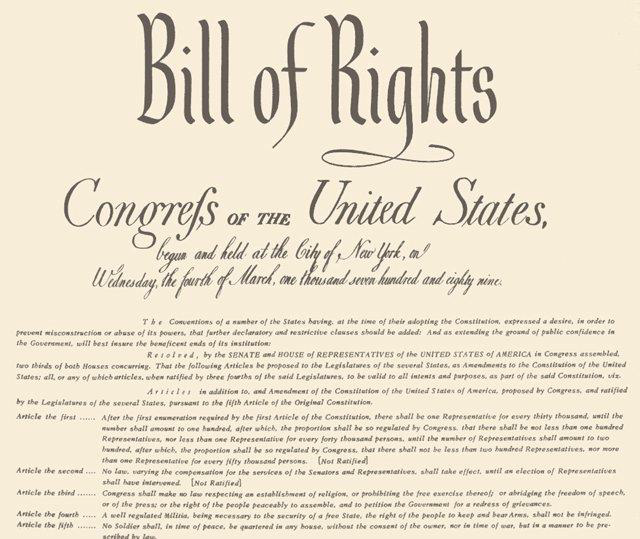 Bill of Rights
Congreſs OF THE United States,
begun and held at the City of New York, on
Wednesday, the fourth of March, one thousand seven hundred and eighty nine.
The Conventions of a number of the States having, at the time of their adopting the Constitution, expressed a desire, in order to
prevent misconstruction or abuse of its powers, that further declaratory and restrictive clauses should be added: And as extending the ground of public confidence in
the Government, will best insure the beneficent ends of its institution:
Resolved, by the SENATE and HOUSE of REPRESENTATIVES of the UNITED STATES of AMERICA in Congress assembled,
two thirds of both Houses concurring. That the following Articles be proposed to the Legislatures of the several States, as Amendments to the Constitution of the United
States; all, or any of which articles, when ratified by three fourths of the said Legislatures, to be valid to all intents and purposes, as part of the said Constitution, viz.
Articles in addition to, and Amendment of the Constitution of the United States of America, proposed by Congress, and ratified
by the Legislatures of the several States, pursuant to the fifth Article of the Original Constitution.
Article the first ...... After the first enumeration required by the first Article of the Constitution, there shall be one Representative for every thirty thousand, until the
number shall amount to one hundred, after which, the proportion shall be so regulated by Congress, that there shall be not less than one hundred
Representatives, nor less than one Representative for every forty thousand persons, until the number of Representatives shall amount to two
hundred, after which, the proportion shall be so regulated by Congress, that there shall not be less than two hundred Representatives, nor more
than one Representative for every fifty thousand persons. [Not Ratified]
Article the second .... No law, varying the compensation for the services of the Senators and Representatives, shall take effect, until an election of Representatives
shall have intervened. [Not Ratified]
Article the third ...... Congress shall make no law respecting an establishment of religion, or prohibiting the free exercise thereof; or abridging the freedom of speech,
or of the press; or the right of the people peaceably to assemble, and to petition the Government for a redress of grievances.
Article the fourth ..... A well regulated Militia, being necessary to the security of a free State, the right of the people to keep and bear Arms, shall not be infringed.
Article the fifth ...... No Soldier shall, in time of peace, be quartered in any house, without the consent of the owner, nor in time of war, but in a manner to be pre-
scribed by law.